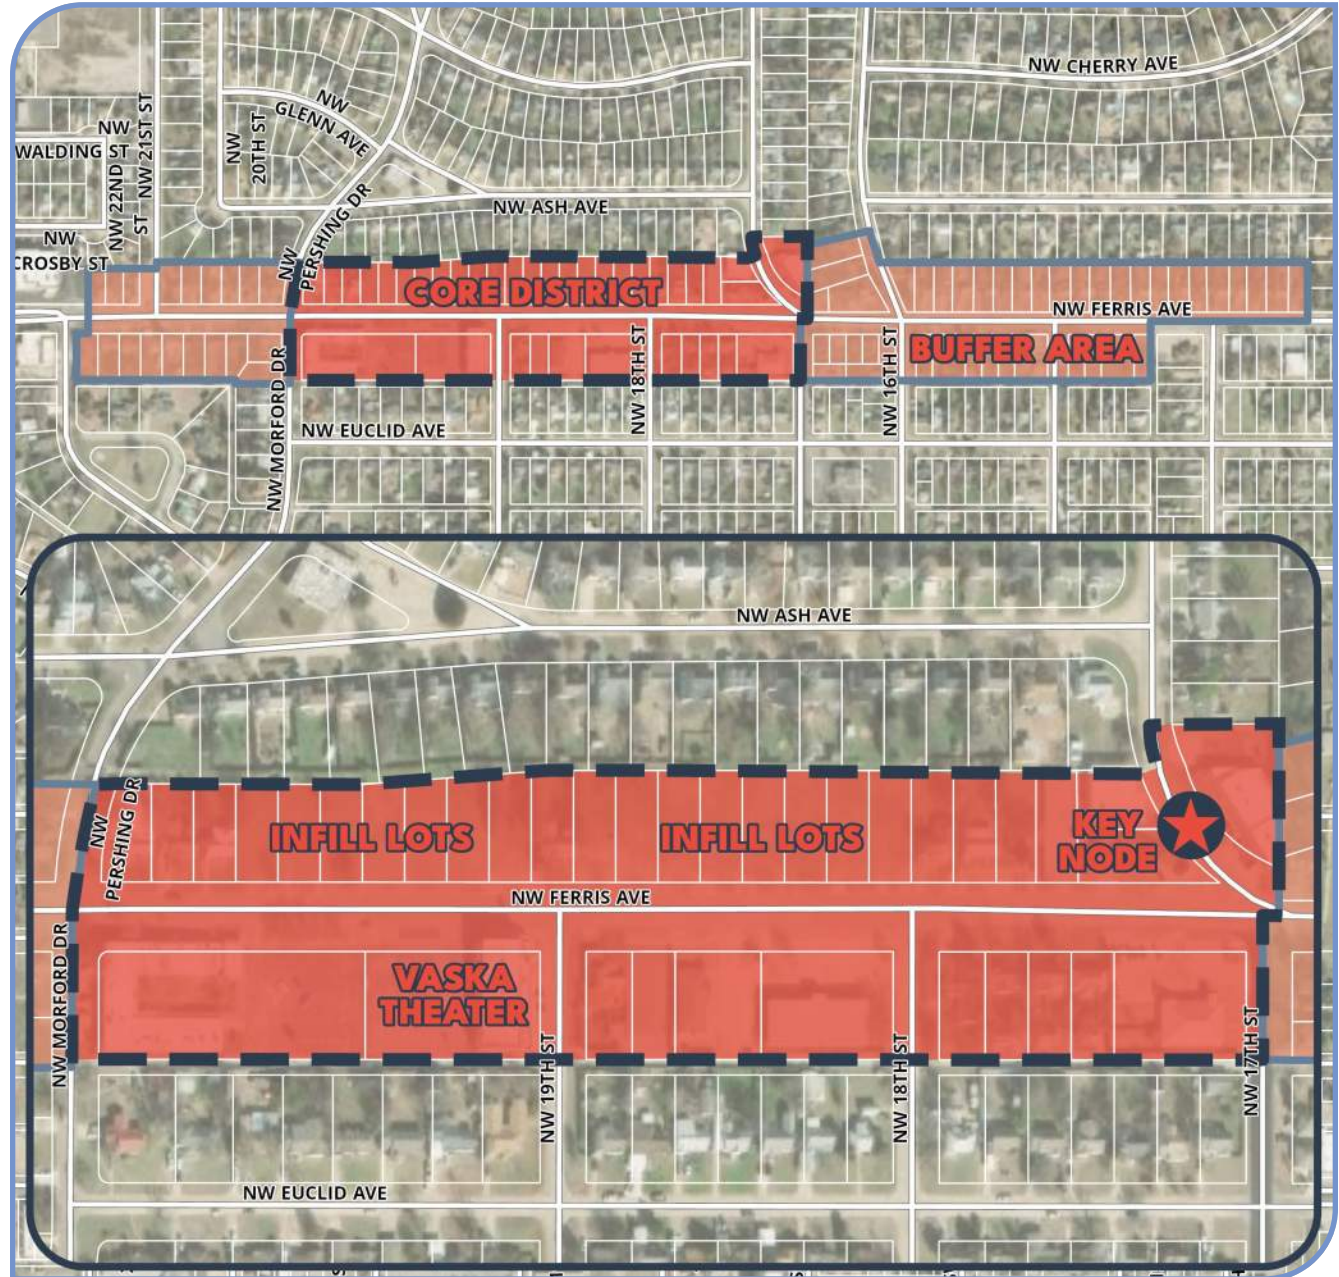 NW CHERRY AVE
NW
GLENN AVE
NW
20TH ST
NW 21ST ST
NW
WALDING ST
NW 22ND
ST
NW ASH AVE
NW
CROSBY ST
NW
PERSHING DR
CORE DISTRICT
NW FERRIS AVE
BUFFER AREA
NW 18TH ST
NW 16TH ST
NW MORFORD DR
NW EUCLID AVE
NW ASH AVE
NW
PERSHING DR
INFILL LOTS
INFILL LOTS
KEY
NODE
NW FERRIS AVE
NW MORFORD DR
VASKA
THEATER
NW 19TH ST
NW 18TH ST
NW 17TH ST
NW EUCLID AVE